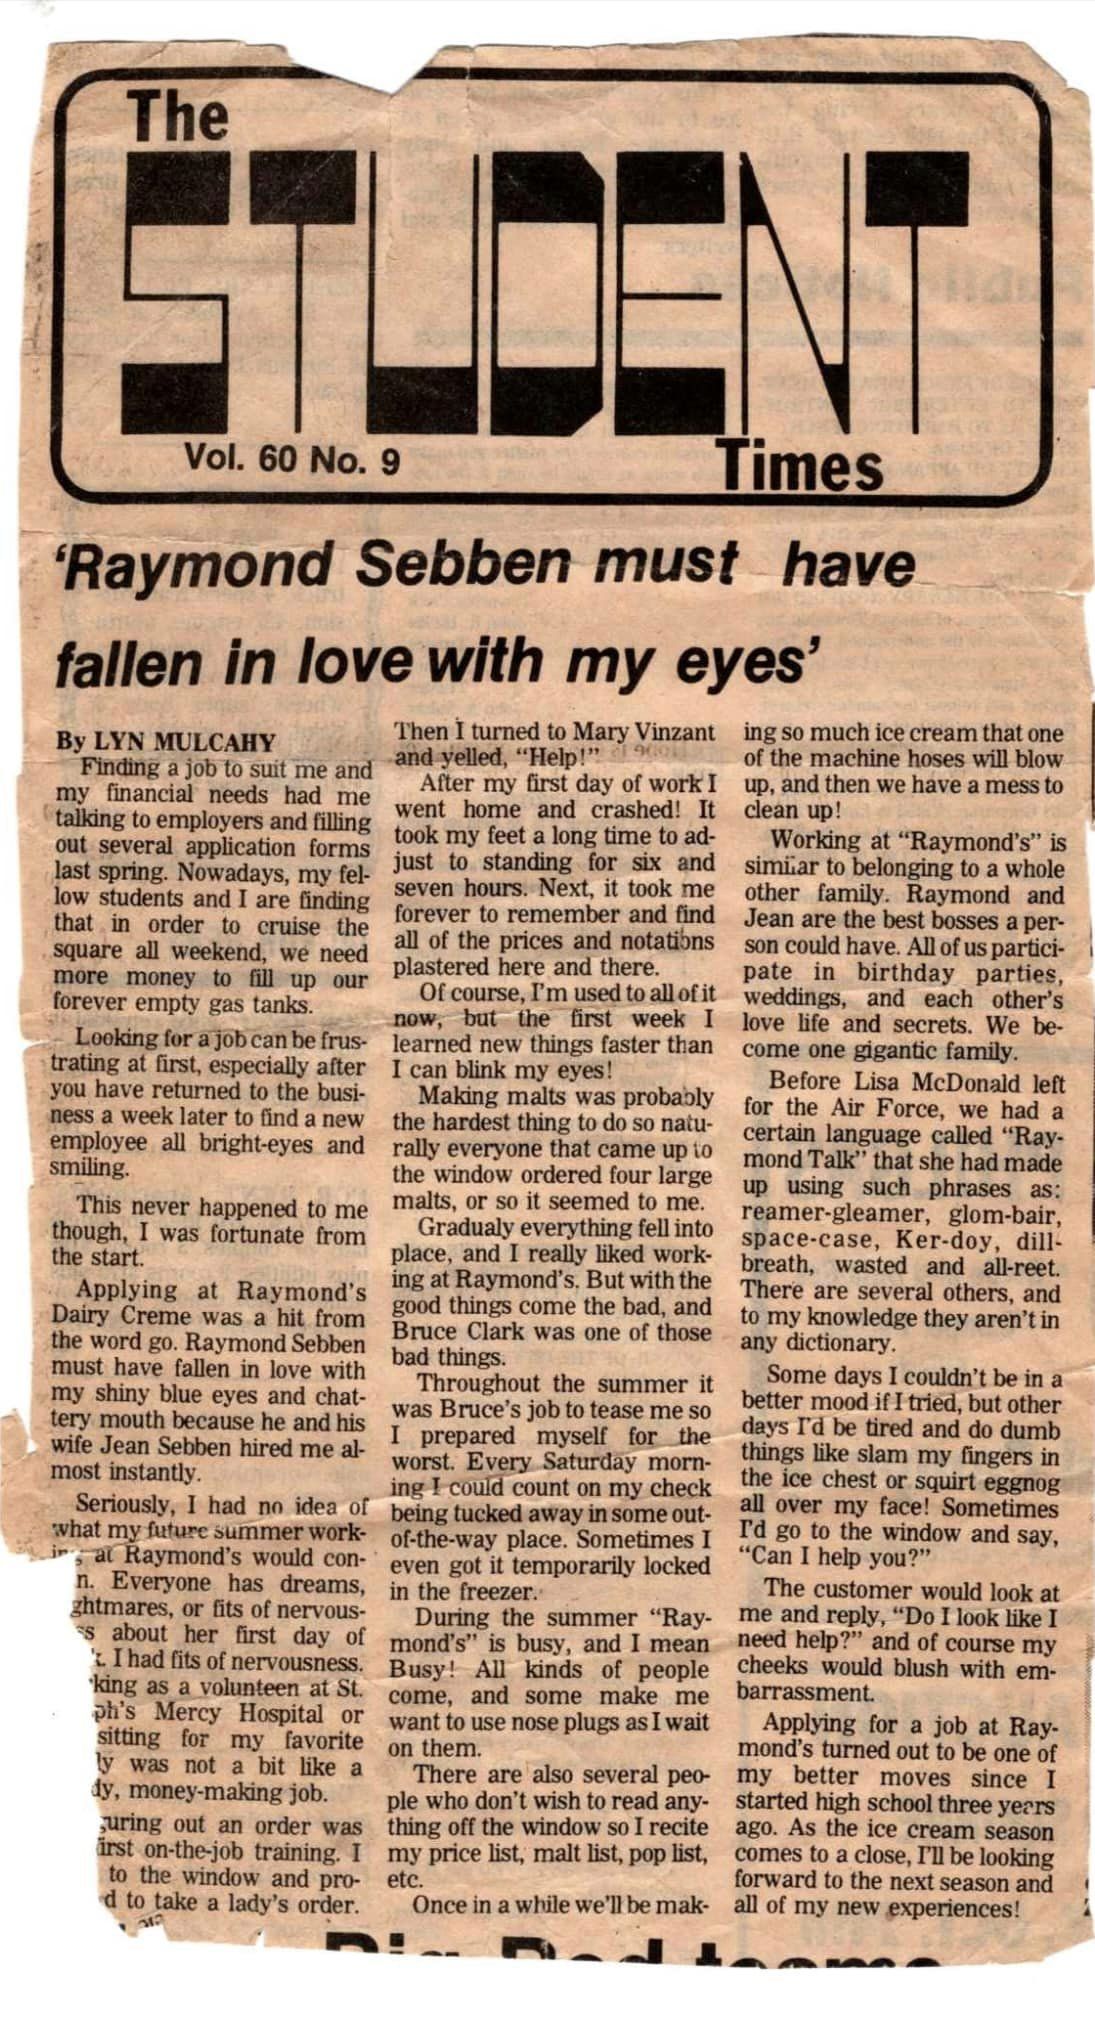 The
STUDENT
Vol. 60 No. 9
Times
‘Raymond Sebben must have
fallen in love with my eyes’
By LYN MULCAHY
Finding a job to suit me and
my financial needs had me
talking to employers and filling
out several application forms
last spring. Nowadays, my fel-
low students and I are finding
that in order to cruise the
square all weekend, we need
more money to fill up our
forever empty gas tanks.
Looking for a job can be frus-
trating at first, especially after
you have returned to the busi-
ness a week later to find a new
employee all bright-eyes and
smiling.
This never happened to me
though, I was fortunate from
the start.
Applying at Raymond's
Dairy Creme was a hit from
the word go. Raymond Sebben
must have fallen in love with
my shiny blue eyes and chat-
tery mouth because he and his
wife Jean Sebben hired me al-
most instantly.
Seriously, I had no idea of
what my future summer work-
at Raymond's would con-
n. Everyone has dreams,
ghtmares, or fits of nervous-
s about her first day of
I had fits of nervousness.
king as a volunteen at St.
ph's Mercy Hospital or
sitting for my favorite
ly was not a bit like a
dy, money-making job.
uring out an order was
irst on-the-job training. I
to the window and pro-
d to take a lady's order.
Then I turned to Mary Vinzant
and yelled, “Help!”
After my first day of work I
went home and crashed! It
took my feet a long time to ad-
just to standing for six and
seven hours. Next, it took me
forever to remember and find
all of the prices and notations
plastered here and there.
Of course, I'm used to all of it
now, but the first week I
learned new things faster than
I can blink my eyes!
Making malts was probably
the hardest thing to do so natu-
rally everyone that came up to
the window ordered four large
malts, or so it seemed to me.
Gradualy everything fell into
place, and I really liked work-
ing at Raymond's. But with the
good things come the bad, and
Bruce Clark was one of those
bad things.
Throughout the summer it
was Bruce's job to tease me so
I prepared myself for the
worst. Every Saturday morn-
ing I could count on my check
being tucked away in some out-
of-the-way place. Sometimes I
even got it temporarily locked
in the freezer.
During the summer “Ray-
mond's” is busy, and I mean
Busy! All kinds of people
come, and some make me
want to use nose plugs as I wait
on them.
There are also several peo-
ple who don't wish to read any-
thing off the window so I recite
my price list, malt list, pop list,
etc.
Once in a while we'll be mak-
ing so much ice cream that one
of the machine hoses will blow
up, and then we have a mess to
clean up!
Working at “Raymond's” is
similar to belonging to a whole
other family. Raymond and
Jean are the best bosses a per-
son could have. All of us partici-
pate in birthday parties,
weddings, and each other's
love life and secrets. We be-
come one gigantic family.
Before Lisa McDonald left
for the Air Force, we had a
certain language called “Ray-
mond Talk” that she had made
up using such phrases as:
reamer-gleamer, glom-bair,
space-case, Ker-doy, dill-
breath, wasted and all-reet.
There are several others, and
to my knowledge they aren't in
any dictionary.
Some days I couldn't be in a
better mood if I tried, but other
days I'd be tired and do dumb
things like slam my fingers in
the ice chest or squirt eggnog
all over my face! Sometimes
I'd go to the window and say,
“Can I help you?”
The customer would look at
me and reply, “Do I look like I
need help?” and of course my
cheeks would blush with em-
barrassment.
Applying for a job at Ray-
mond's turned out to be one of
my better moves since I
started high school three years
ago. As the ice cream season
comes to a close, I'll be looking
forward to the next season and
all of my new experiences!